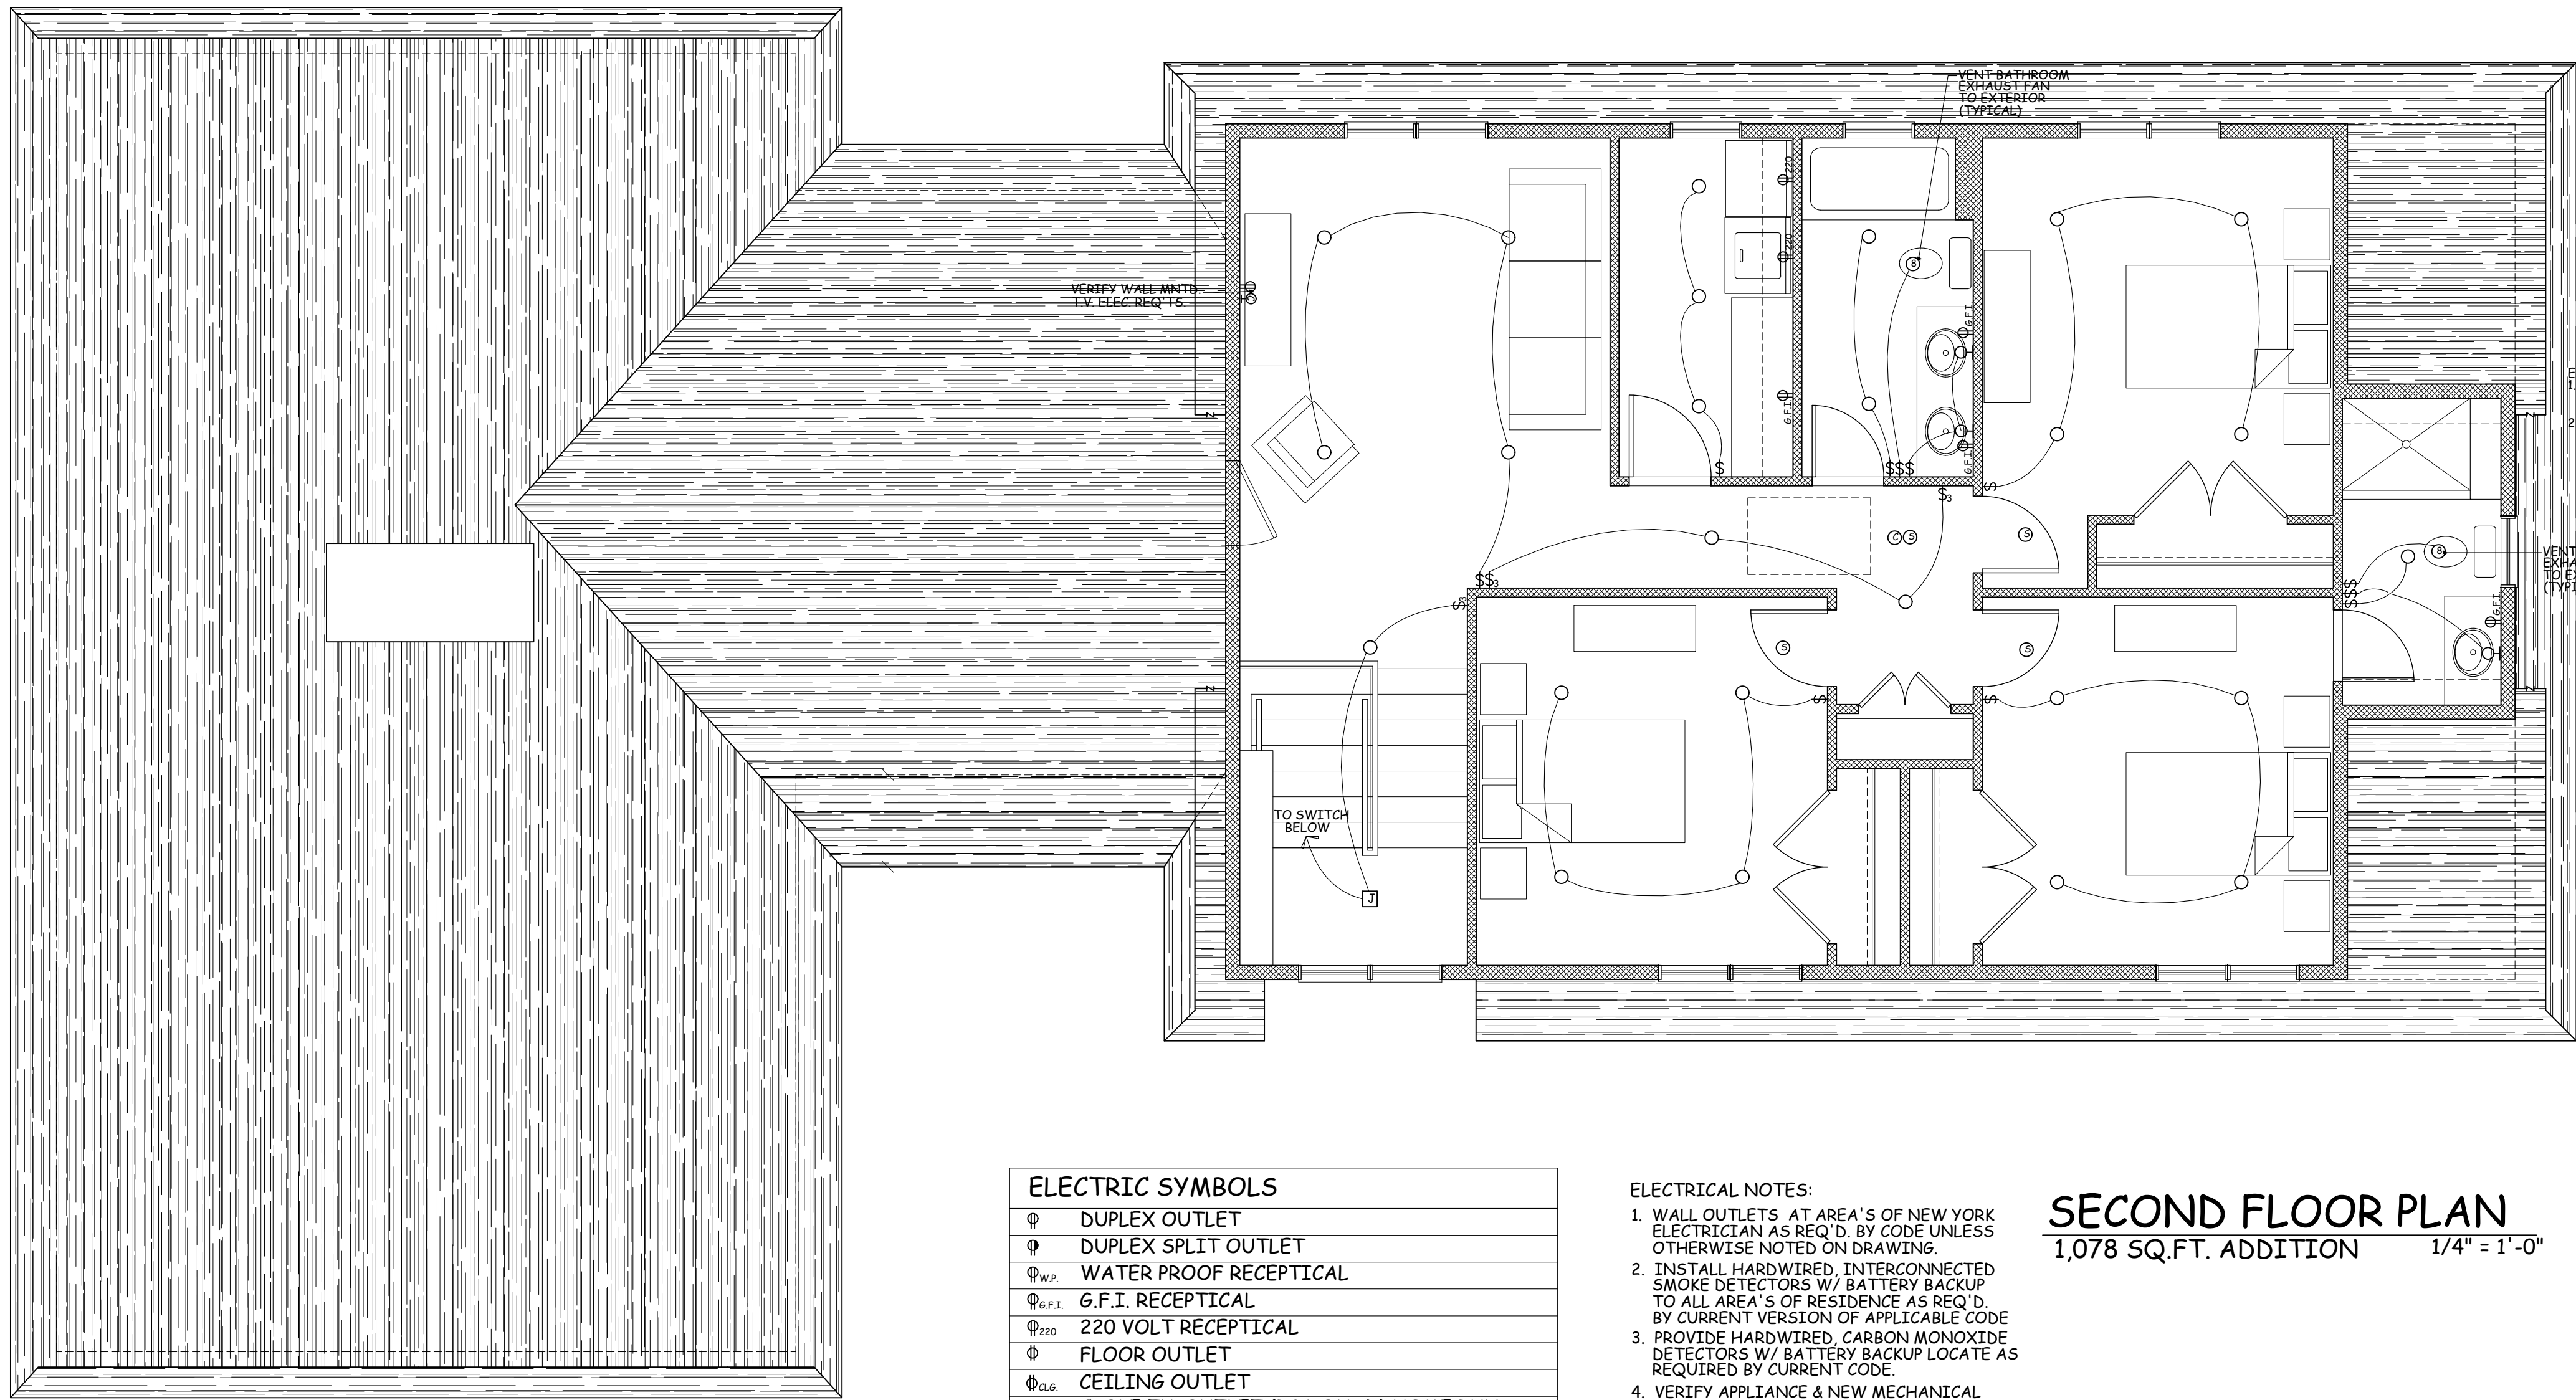 VENT BATHROOM
EXHAUST FAN
TO EXTERIOR
(TYPICAL)
VERIFY WALL MNTD.
T.V. ELEC. REQ'TS.
220
220
G.F.I.
G.F.I.
G.F.I.
8
$
$$$
$3
$
C S
S
$$3
$3
S
S
$
$
8
$
$
$
G.F.I.
VENT
TO SWITCH
BELOW
J
ELECTRIC SYMBOLS
DUPLEX OUTLET
DUPLEX SPLIT OUTLET
W.P. WATER PROOF RECEPTICAL
G.F.I. G.F.I. RECEPTICAL
220 220 VOLT RECEPTICAL
FLOOR OUTLET
CLG. CEILING OUTLET
ELECTRICAL NOTES:
1. WALL OUTLETS AT AREA'S OF NEW YORK
ELECTRICIAN AS REQ'D. BY CODE UNLESS
OTHERWISE NOTED ON DRAWING.
2. INSTALL HARDWIRED, INTERCONNECTED
SMOKE DETECTORS W/ BATTERY BACKUP
TO ALL AREA'S OF RESIDENCE AS REQ'D.
BY CURRENT VERSION OF APPLICABLE CODE
3. PROVIDE HARDWIRED, CARBON MONOXIDE
DETECTORS W/ BATTERY BACKUP LOCATE AS
REQUIRED BY CURRENT CODE.
4. VERIFY APPLIANCE & NEW MECHANICAL
SECOND FLOOR PLAN
1,078 SQ.FT. ADDITION 1/4" = 1'-0"